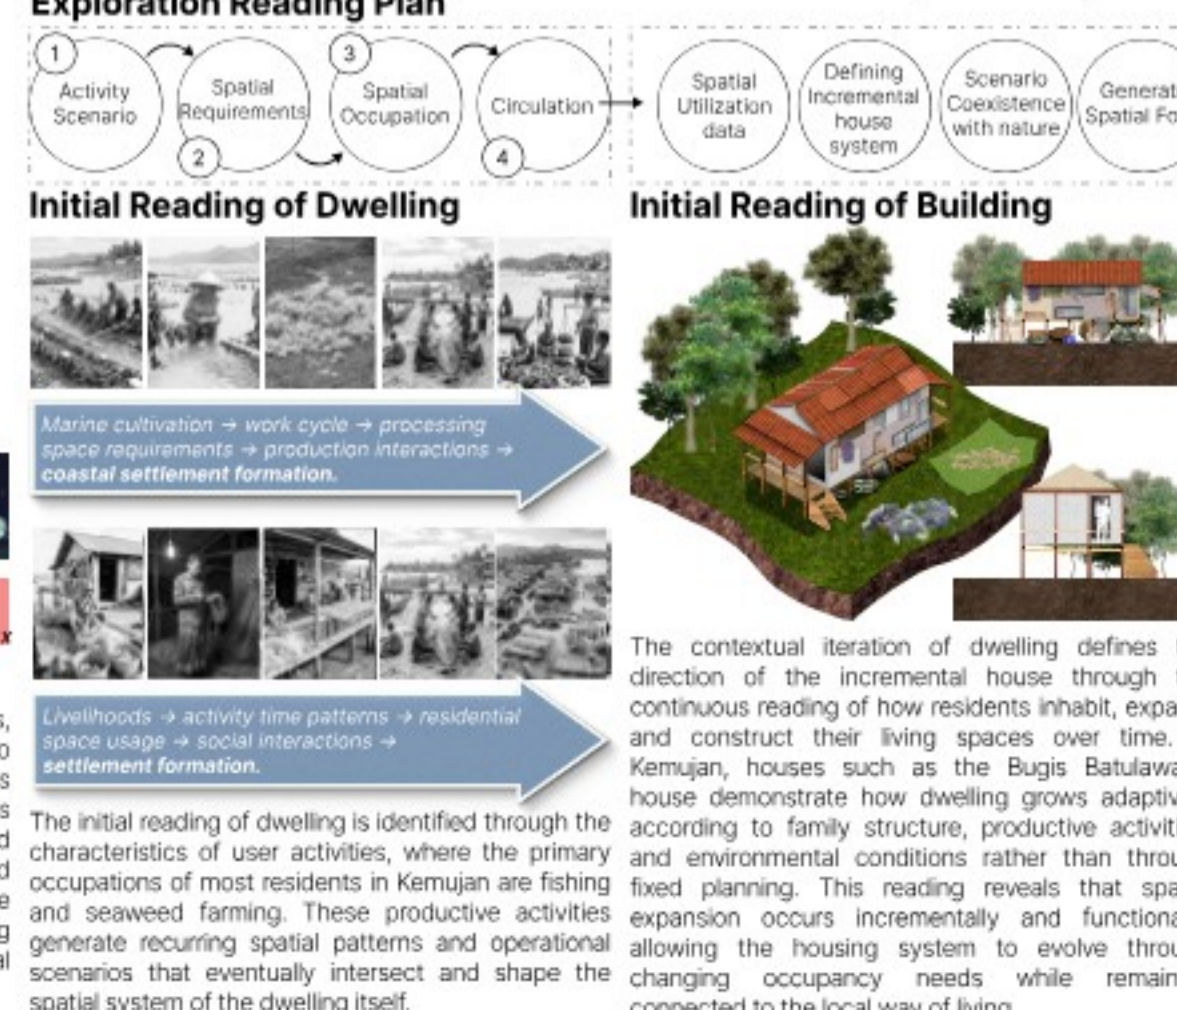 Exploration Reading Plan
1
Activity
Scenario
Spatial
Requirements
2
3
Spatial
Occupation
Circulation
4
Spatial
Utilization
data
Defining
Incremental
house
system
Scenario
Coexistence
with nature
Spatial
Initial Reading of Dwelling
Marine cultivation → work cycle → processing
space requirements → production interactions →
coastal settlement formation.
Livelihoods → activity time patterns → residential
space usage → social interactions →
settlement formation.
The initial reading of dwelling is identified through the
characteristics of user activities, where the primary
occupations of most residents in Kemujan are fishing
and seaweed farming. These productive activities
generate recurring spatial patterns and operational
scenarios that eventually intersect and shape the
spatial system of the dwelling itself.
Initial Reading of Building
The contextual iteration of dwelling defines
direction of the incremental house through
continuous reading of how residents inhabit,
and construct their living spaces over time.
Kemujan, houses such as the Bugis
house demonstrate how dwelling grows
according to family structure, productive
and environmental conditions rather than
fixed planning. This reading reveals that
expansion occurs incrementally and
allowing the housing system to evolve
changing occupancy needs while
connected to the local way of living.